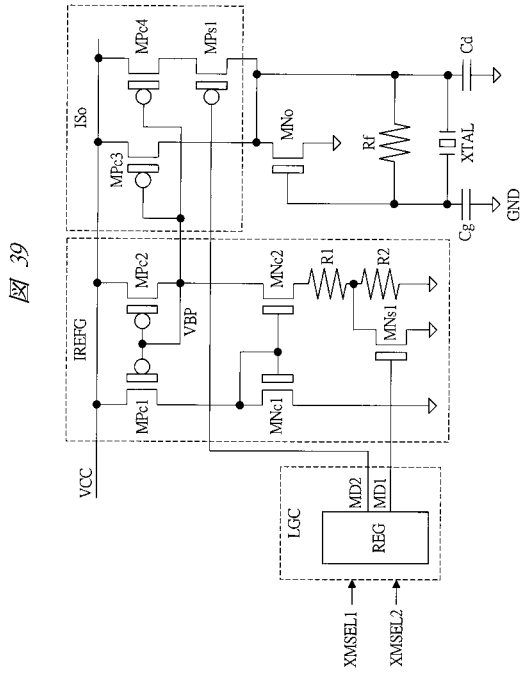 図 39
VCC
IREFG
ISo
MPc1
MPc2
MPc3
MPc4
MPs1
VBP
MNc1
MNc2
MNo
R1
R2
MNs1
Rf
XTAL
Cg
Cd
GND
LGC
MD2
MD1
REG
XMSEL1
XMSEL2